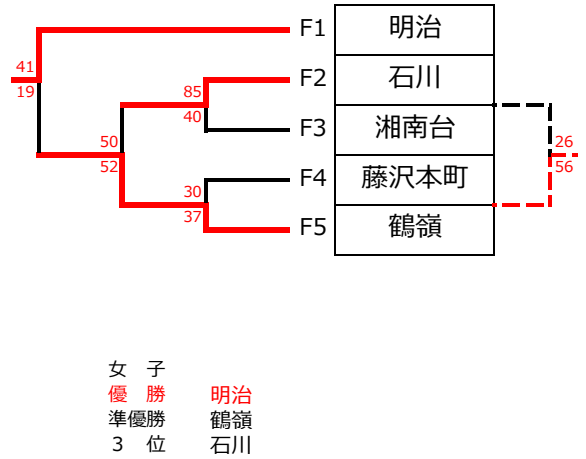 F1 明治
41
19
F2 石川
85
40
F3 湘南台
50
52
26
56
F4 藤沢本町
30
37
F5 鶴嶺
女 子
優 勝 明治
準優勝 鶴嶺
3 位 石川